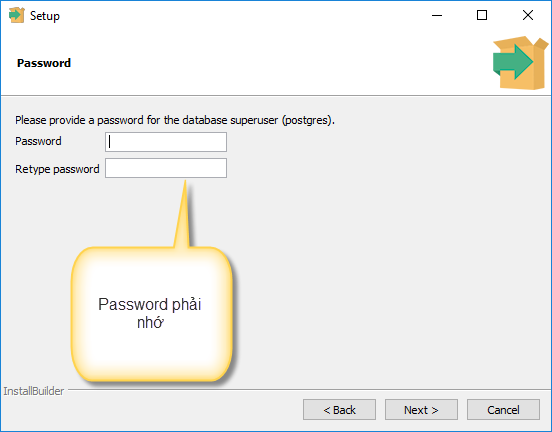 Setup
Password
Please provide a password for the database superuser (postgres).
Password
Retype password
Password phải
nhớ
InstallBuilder
< Back
Next >
Cancel